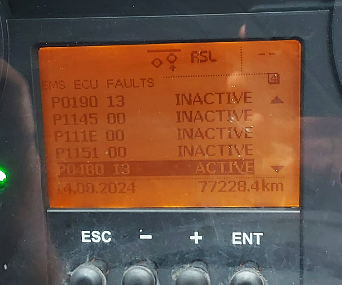 RSL --
EMS ECU FAULTS
P0190 13 INACTIVE
P1145 00 INACTIVE
P111E 00 INACTIVE
P1151 00 INACTIVE
13 ACTIVE
14.08.2024 77228.4km
ESC - + ENT